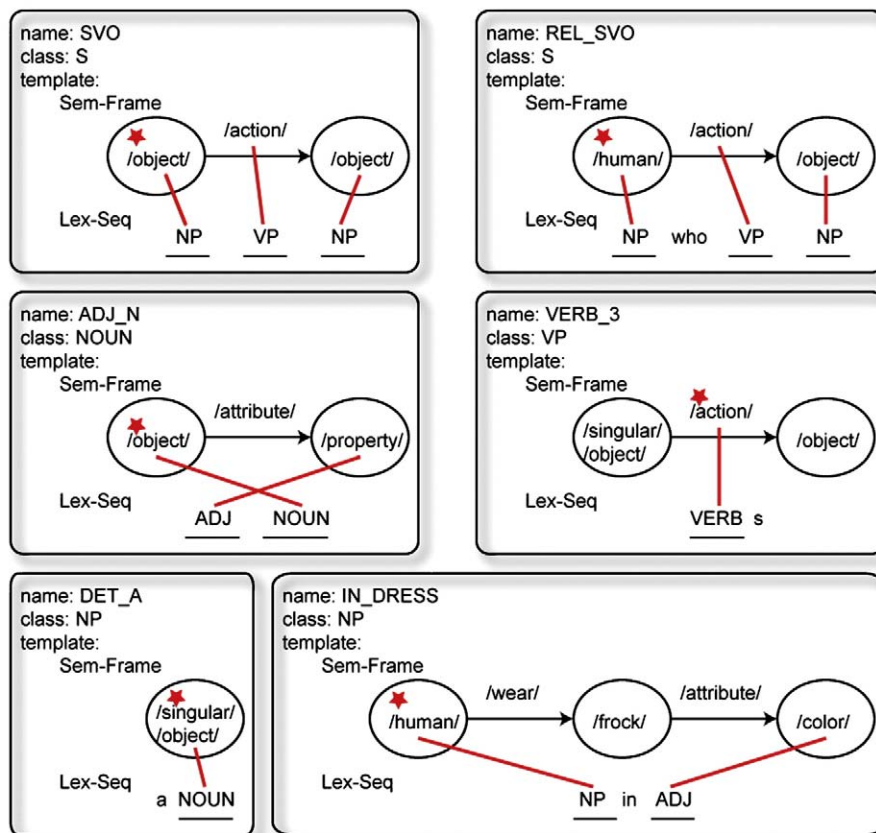 name: SVO
class: S
template:
Sem-Frame
/action/
/object/ /object/
Lex-Seq
NP VP NP
name: REL_SVO
class: S
template:
Sem-Frame
/action/
/human/ /object/
Lex-Seq
NP who VP NP
name: ADJ_N
class: NOUN
template:
Sem-Frame
/attribute/
/object/ /property/
Lex-Seq
ADJ NOUN
name: VERB_3
class: VP
template:
Sem-Frame
/action/
/singular/
/object/ /object/
Lex-Seq
VERB s
name: DET_A
class: NP
template:
Sem-Frame
/singular/
/object/
Lex-Seq
a NOUN
name: IN_DRESS
class: NP
template:
Sem-Frame
/wear/ /attribute/
/human/ /frock/ /color/
Lex-Seq
NP in ADJ